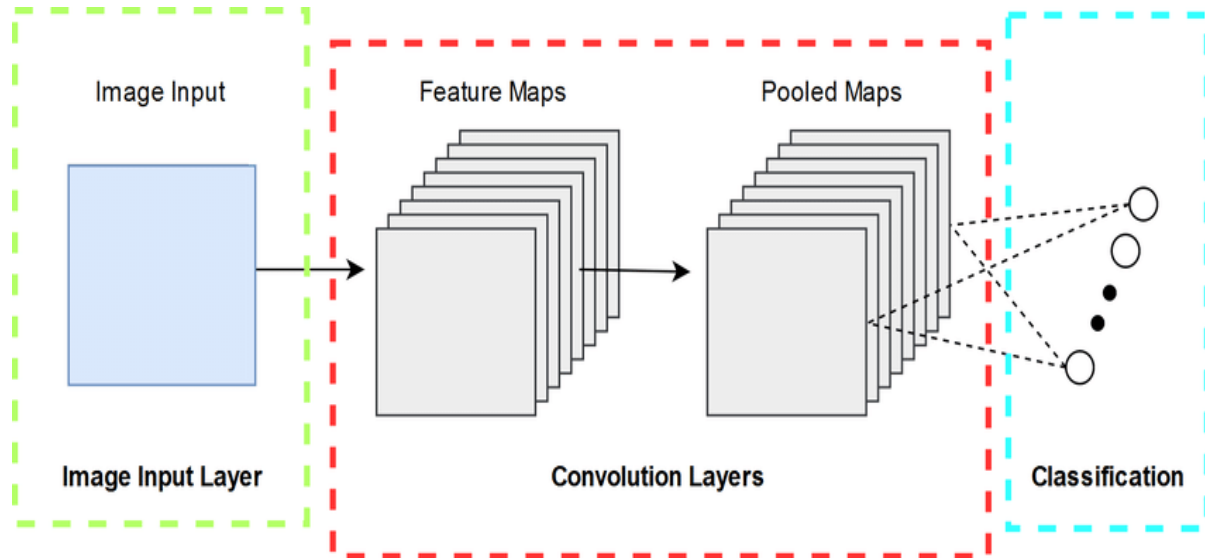 Image Input
Feature Maps
Pooled Maps
Image Input Layer
Convolution Layers
Classification